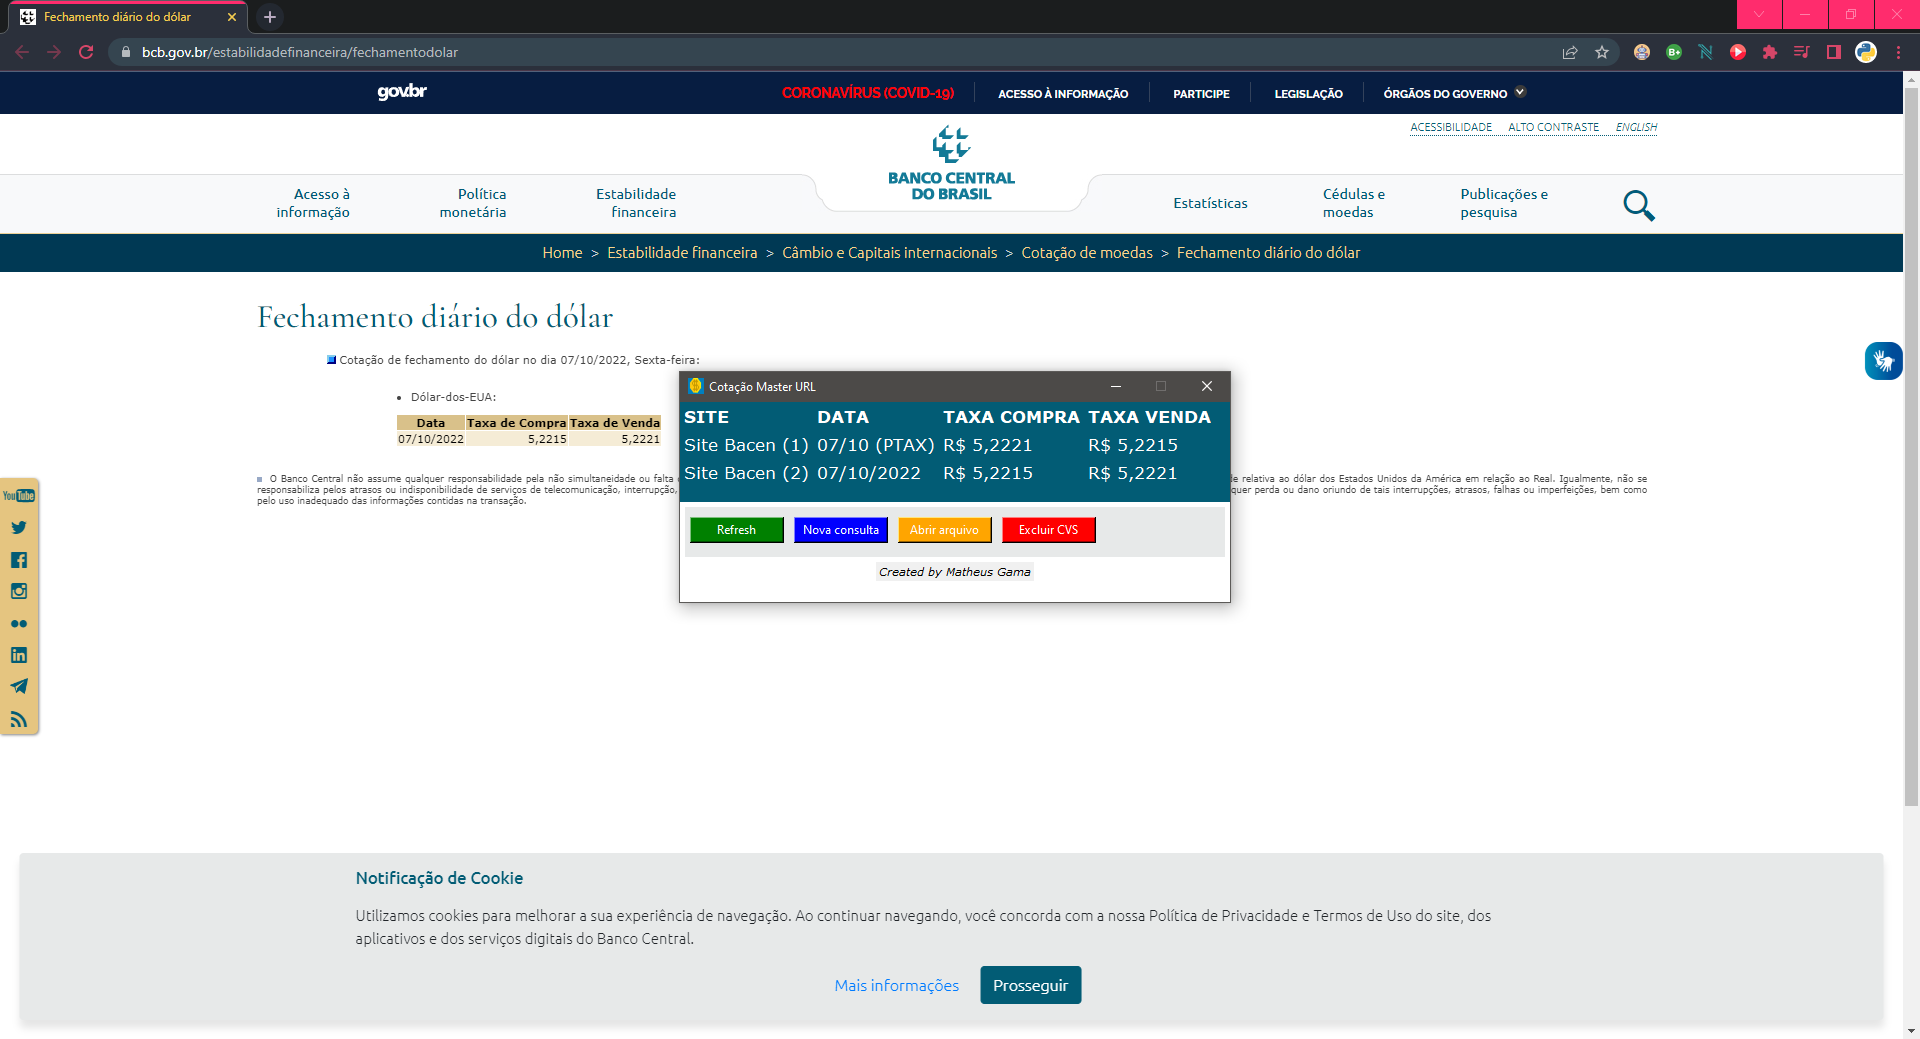 Fechamento diário do dólar
bcb.gov.br/estabilidadefinanceira/fechamentodolar
gov.br
CORONAVÍRUS (COVID-19)
ACESSO À INFORMAÇÃO
PARTICIPE
LEGISLAÇÃO
ÓRGÃOS DO GOVERNO
ACESSIBILIDADE
ALTO CONTRASTE
ENGLISH
BANCO CENTRAL
DO BRASIL
Acesso à
informação
Política
monetária
Estabilidade
financeira
Estatísticas
Cédulas e
moedas
Publicações e
pesquisa
Home > Estabilidade financeira > Câmbio e Capitais internacionais > Cotação de moedas > Fechamento diário do dólar
Fechamento diário do dólar
Cotação de fechamento do dólar no dia 07/10/2022, Sexta-feira:
Dólar-dos-EUA:
Data Taxa de Compra Taxa de Venda
07/10/2022 5,2215 5,2221
Cotação Master URL
SITE DATA TAXA COMPRA TAXA VENDA
Site Bacen (1) 07/10 (PTAX) R$ 5,2221 R$ 5,2215
Site Bacen (2) 07/10/2022 R$ 5,2215 R$ 5,2221
Refresh
Nova consulta
Abrir arquivo
Excluir CVS
Created by Matheus Gama
O Banco Central não assume qualquer responsabilidade pela não simultaneidade ou falta relativa ao dólar dos Estados Unidos da América em relação ao Real. Igualmente, não se
responsabiliza pelos atrasos ou indisponibilidade de serviços de telecomunicação, interrupção, quer perda ou dano oriundo de tais interrupções, atrasos, falhas ou imperfeições, bem como
pelo uso inadequado das informações contidas na transação.
You Tube
Notificação de Cookie
Utilizamos cookies para melhorar a sua experiência de navegação. Ao continuar navegando, você concorda com a nossa Política de Privacidade e Termos de Uso do site, dos
aplicativos e dos serviços digitais do Banco Central.
Mais informações
Prosseguir